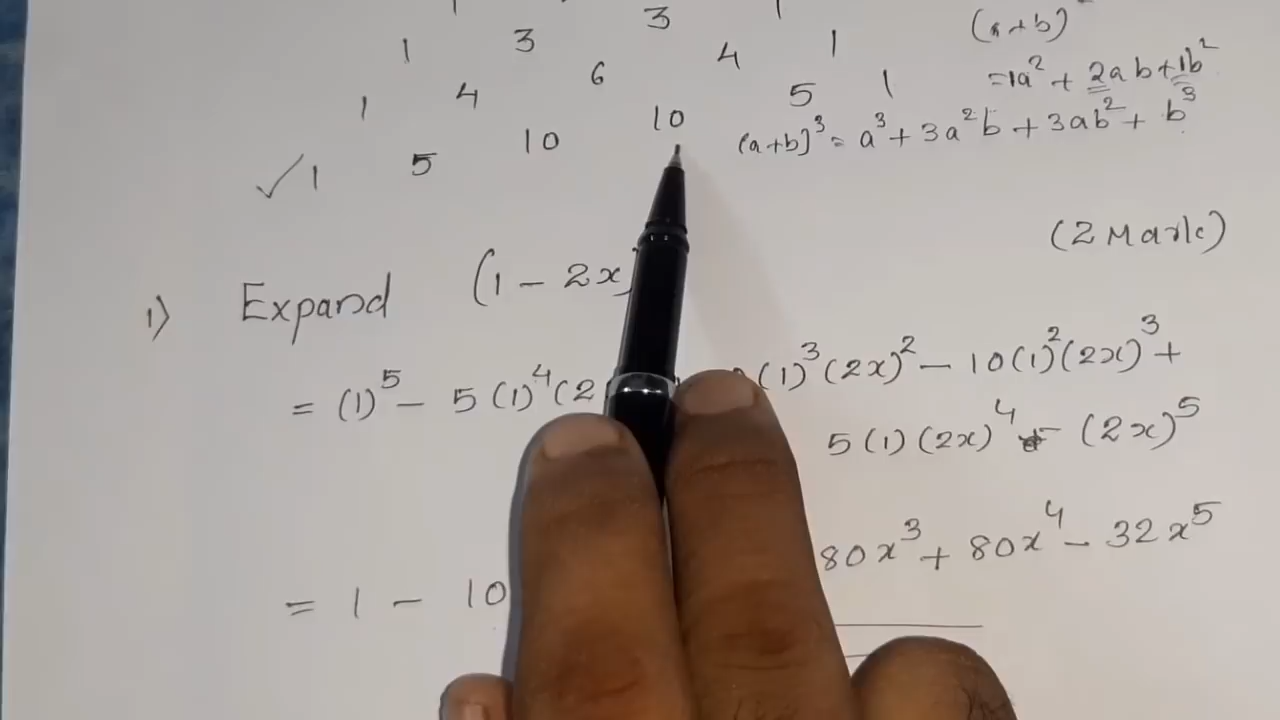 1 3 3 1
(a+b)
1 4 6 4 1
= 1a² + 2ab + 1b²
✓ 1 5 10 10 5 1
(a+b)³ = a³ + 3a²b + 3ab² + b³
(2 Mark)
1) Expand (1 - 2x
= (1)⁵ - 5(1)⁴(2 (1)³(2x)² - 10(1)²(2x)³ +
5(1)(2x)⁴ - (2x)⁵
= 1 - 10 80x³ + 80x⁴ - 32x⁵